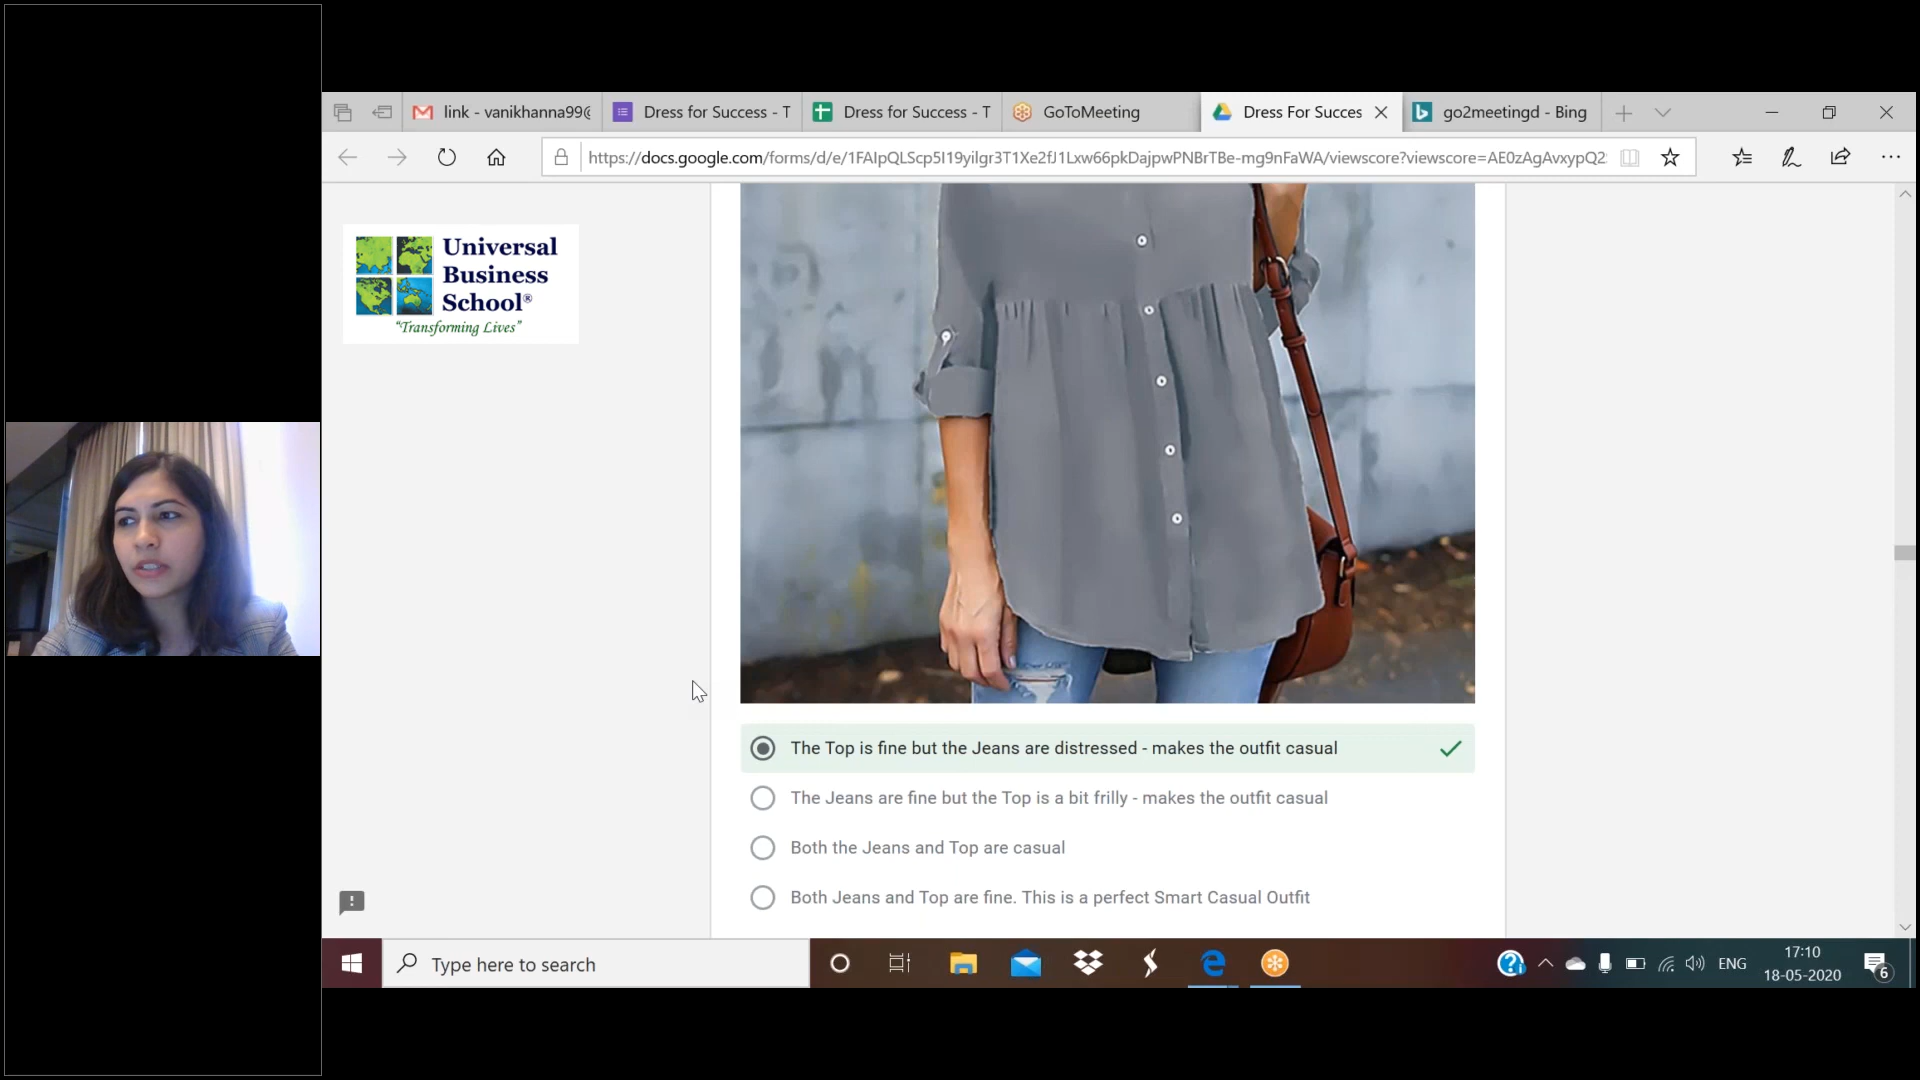 link - vanikhanna99@
Dress for Success - T
Dress for Success - T
GoToMeeting
Dress For Succes
go2meetingd - Bing
https://docs.google.com/forms/d/e/1FAIpQLScp5I19yilgr3T1Xe2fJ1Lxw66pkDajpwPNBrTBe-mg9nFaWA/viewscore?viewscore=AE0zAgAvxypQ2
Universal
Business
School®
“Transforming Lives”
The Top is fine but the Jeans are distressed - makes the outfit casual
The Jeans are fine but the Top is a bit frilly - makes the outfit casual
Both the Jeans and Top are casual
Both Jeans and Top are fine. This is a perfect Smart Casual Outfit
Type here to search
ENG
17:10
18-05-2020
6